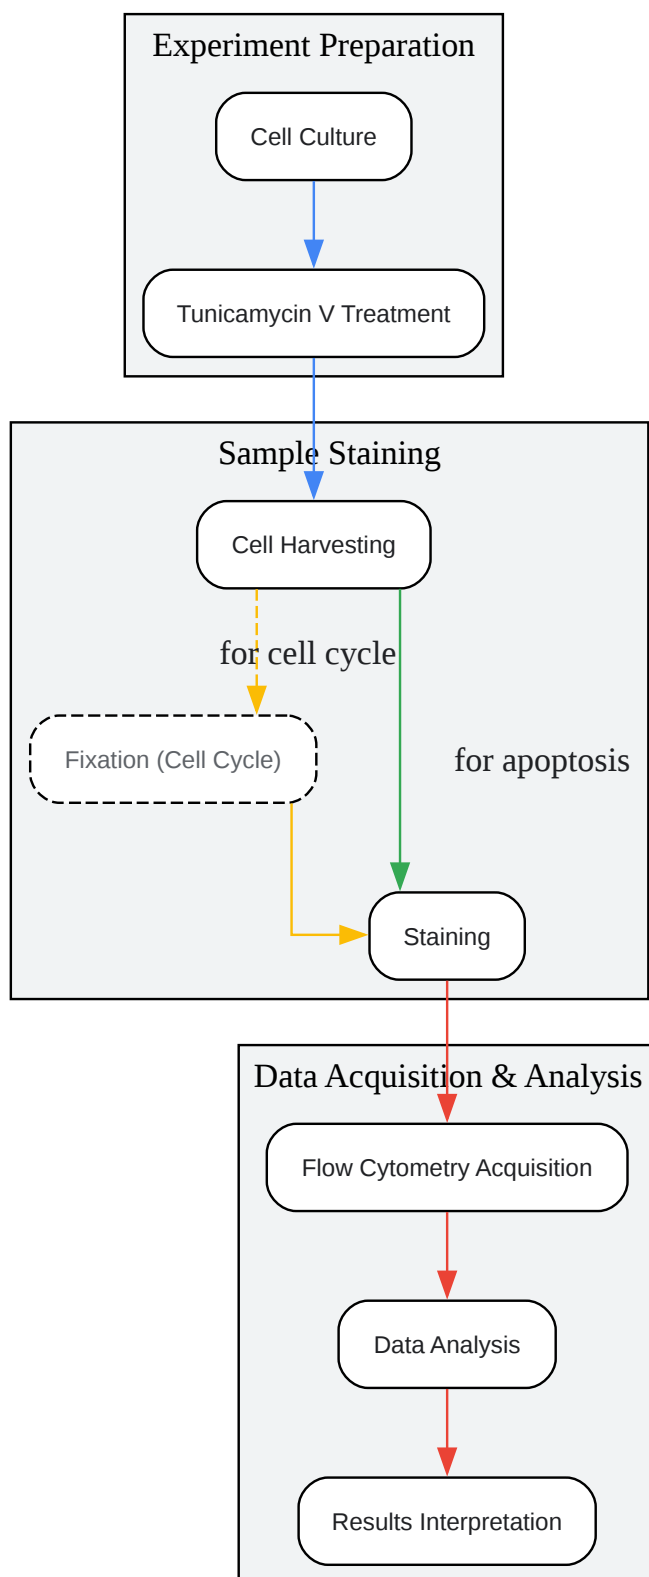 Experiment Preparation
Cell Culture
Tunicamycin V Treatment
Sample Staining
Cell Harvesting
for cell cycle
Fixation (Cell Cycle)
for apoptosis
Staining
Data Acquisition & Analysis
Flow Cytometry Acquisition
Data Analysis
Results Interpretation